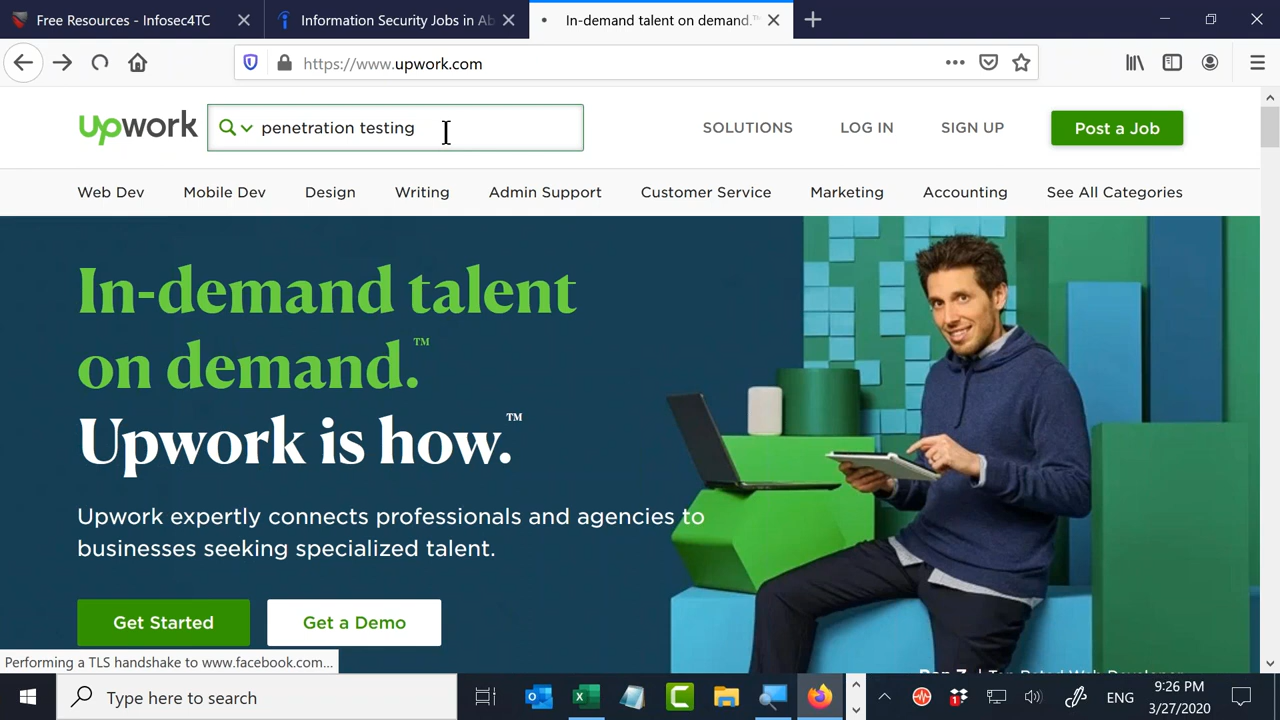 Free Resources - Infosec4TC
Information Security Jobs in Ab
In-demand talent on demand.™
https://www.upwork.com
upwork
penetration testing
SOLUTIONS
LOG IN
SIGN UP
Post a Job
Web Dev
Mobile Dev
Design
Writing
Admin Support
Customer Service
Marketing
Accounting
See All Categories
In-demand talent
on demand.™
Upwork is how.™
Upwork expertly connects professionals and agencies to
businesses seeking specialized talent.
Get Started
Get a Demo
Performing a TLS handshake to www.facebook.com...
Type here to search
ENG
9:26 PM
3/27/2020